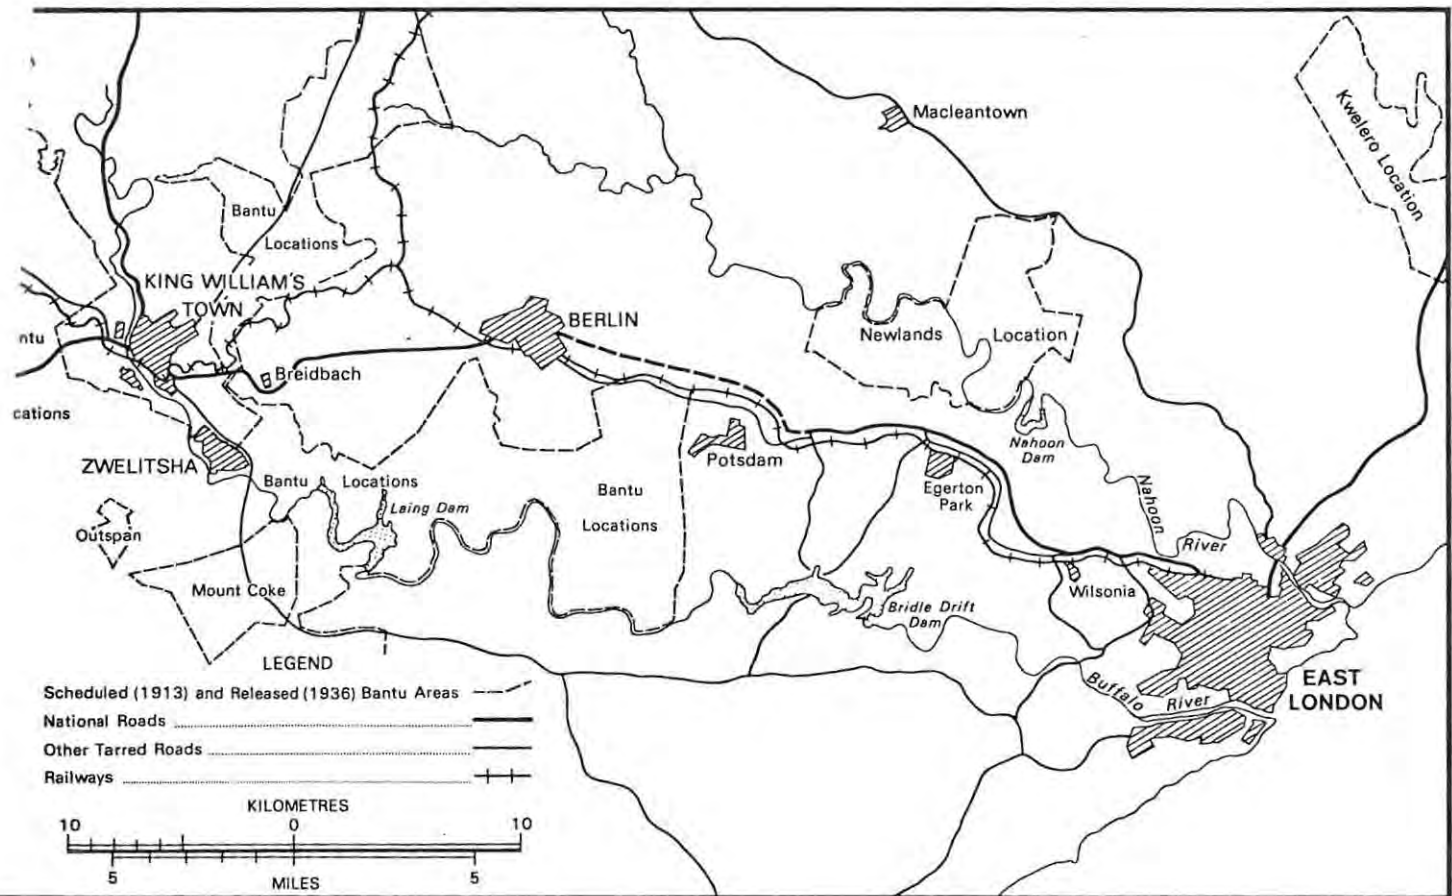 Macleantown
Kwelero Location
Bantu
Locations
KING WILLIAM'S
TOWN
BERLIN
ntu
Newlands Location
Breidbach
cations
Nahoon
Dam
ZWELITSHA
Potsdam
Egerton
Park
Nahoon
River
Bantu Locations
Laing Dam
Bantu
Locations
Outspan
Mount Coke
Wilsonia
Bridle Drift
Dam
EAST
LONDON
Buffalo River
LEGEND
Scheduled (1913) and Released (1936) Bantu Areas
National Roads
Other Tarred Roads
Railways
KILOMETRES
10 0 10
5 5
MILES